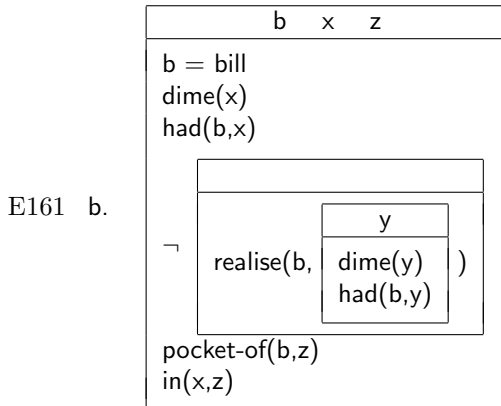 b x z
b = bill
dime(x)
had(b,x)
y
E161 b.
¬ realise(b, dime(y) )
had(b,y)
pocket-of(b,z)
in(x,z)